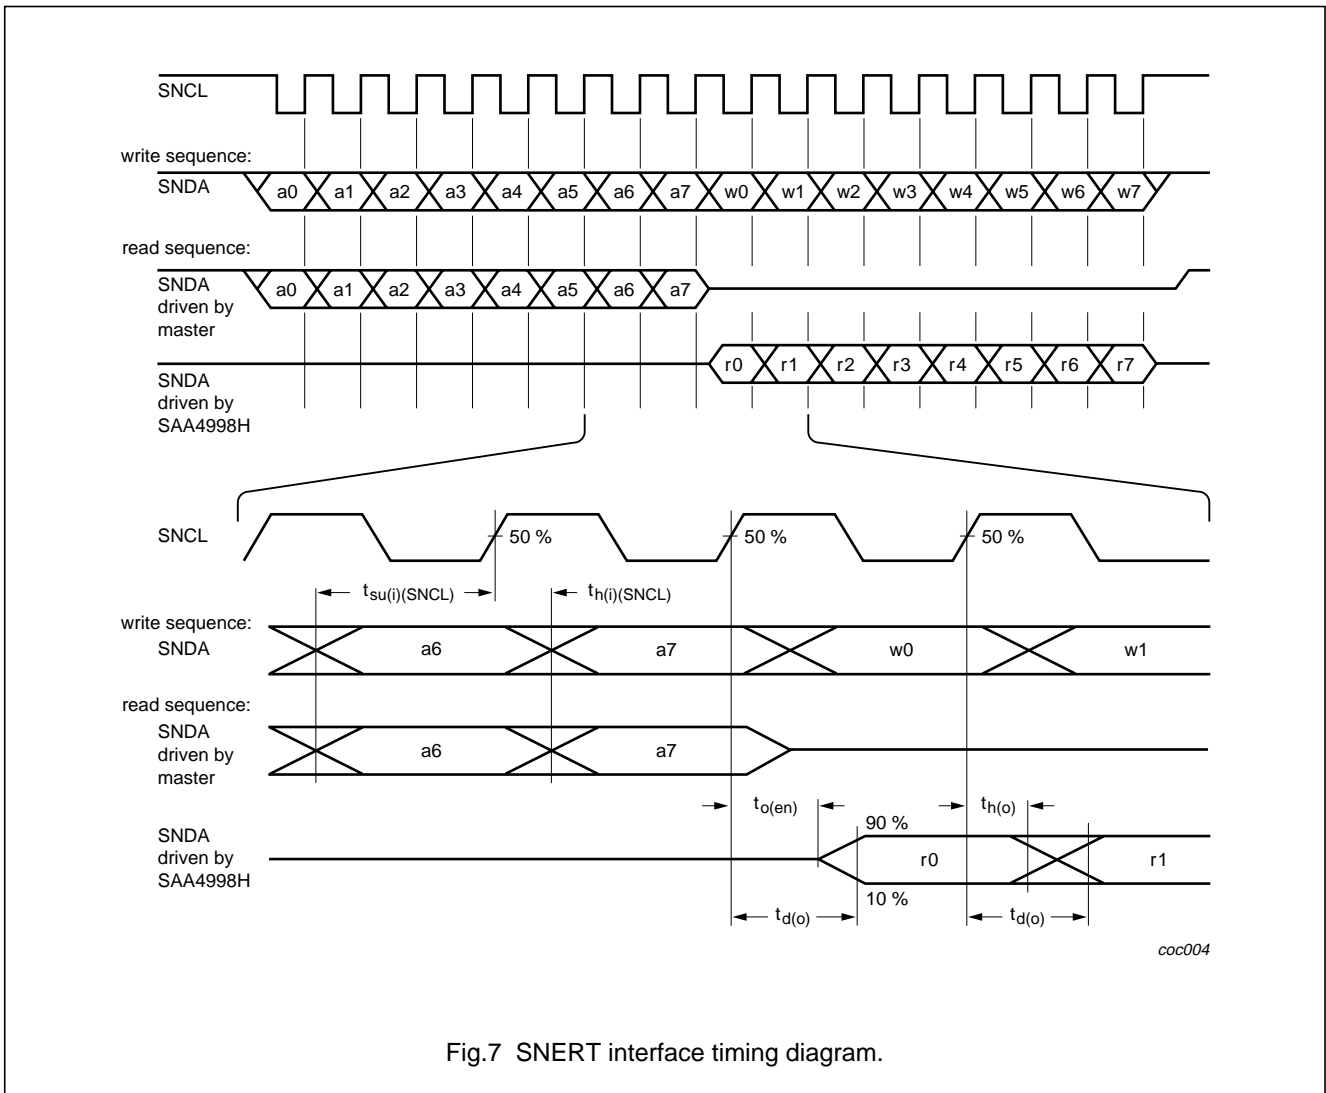 SNCL
write sequence:
SNDA a0 a1 a2 a3 a4 a5 a6 a7 w0 w1 w2 w3 w4 w5 w6 w7
read sequence:
SNDA
driven by
master
a0 a1 a2 a3 a4 a5 a6 a7
r0 r1 r2 r3 r4 r5 r6 r7
SNDA
driven by
SAA4998H
SNCL 50 % 50 % 50 %
tsu(i)(SNCL) th(i)(SNCL)
write sequence:
SNDA a6 a7 w0 w1
read sequence:
SNDA
driven by
master
a6 a7
to(en) th(o)
90 %
SNDA
driven by
SAA4998H
r0 r1
10 %
td(o) td(o)
coc004
Fig.7 SNERT interface timing diagram.